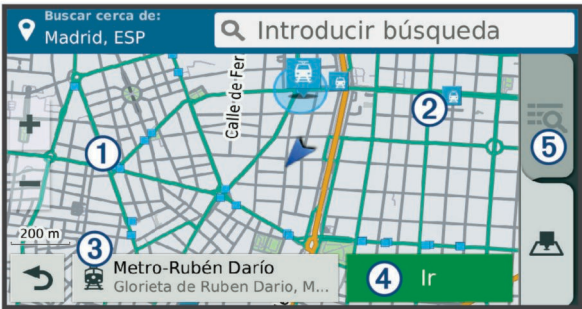 Buscar cerca de:
Madrid, ESP
Introducir búsqueda
Calle de Fer
1
2
5
200 m
3
Metro-Rubén Darío
Glorieta de Ruben Dario, M...
4
Ir